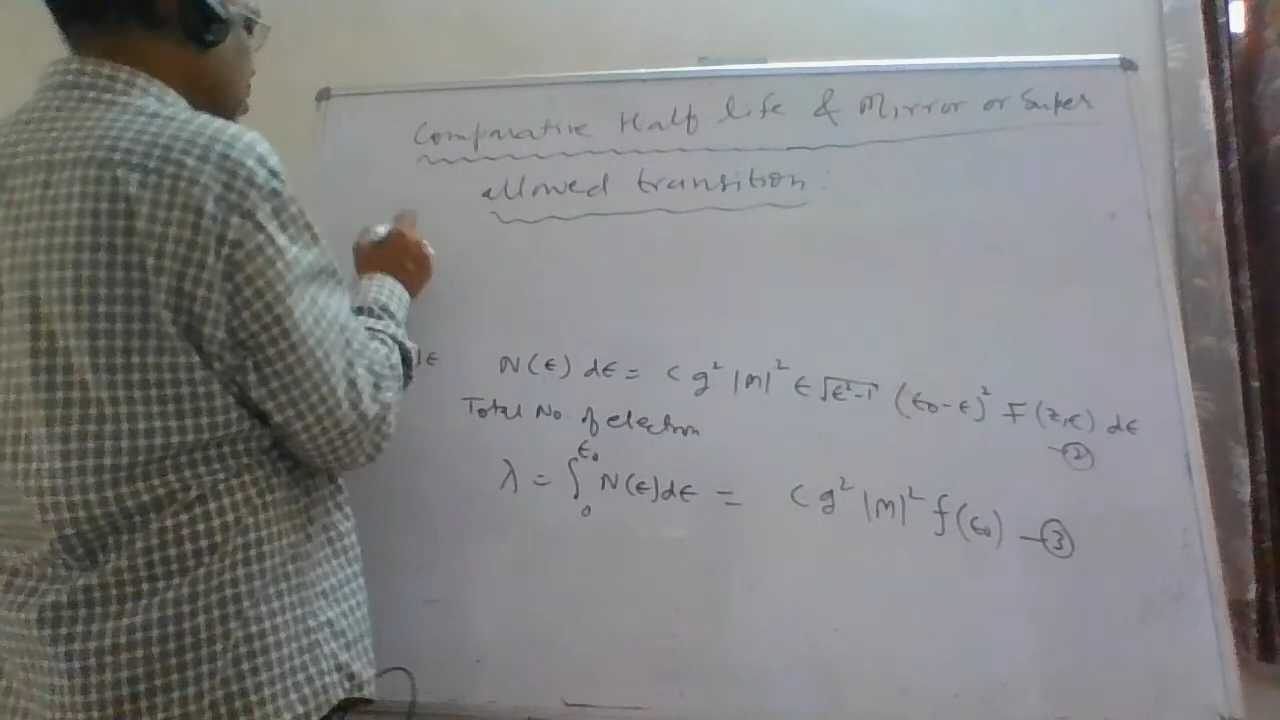 Comparative Half life & Mirror or Super
allowed transition :
dε N(ε) dε = C g² |M|² ε √ε²-1 (ε₀-ε)² F(z,ε) dε
-②
Total No. of electron
λ = ∫₀^ε₀ N(ε)dε = C g² |M|² f(ε₀) -③